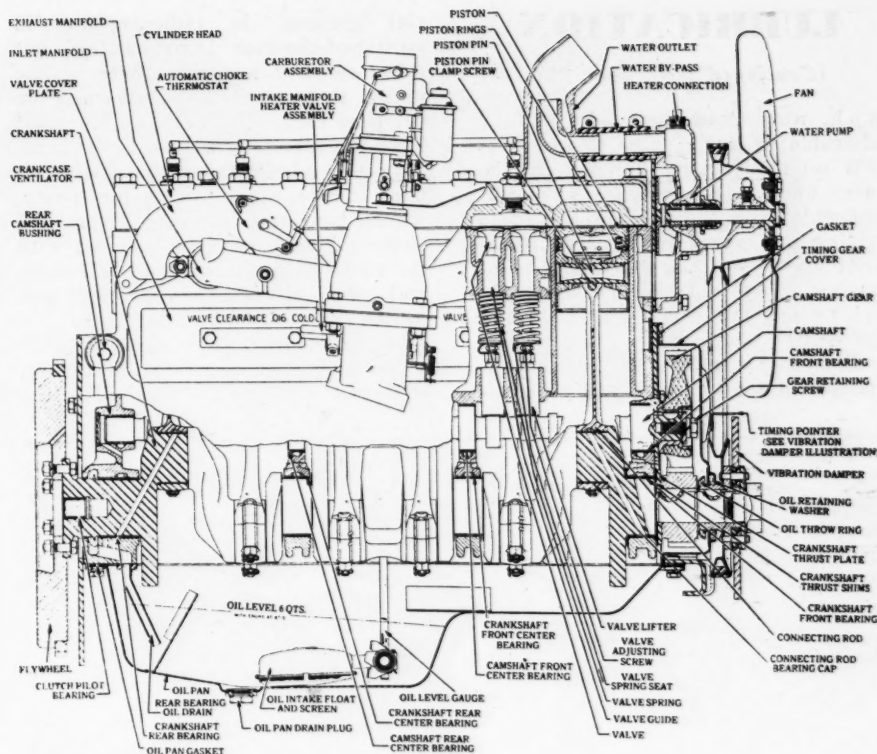 EXHAUST MANIFOLD
INLET MANIFOLD
VALVE COVER
PLATE
CRANKSHAFT
CRANKCASE
VENTILATOR
REAR
CAMSHAFT
BUSHING
CYLINDER HEAD
AUTOMATIC CHOKE
THERMOSTAT
CARBURETOR
ASSEMBLY
INTAKE MANIFOLD
HEATER VALVE
ASSEMBLY
PISTON
PISTON RINGS
PISTON PIN
PISTON PIN
CLAMP SCREW
WATER OUTLET
WATER BY-PASS
HEATER CONNECTION
FAN
WATER PUMP
GASKET
TIMING GEAR
COVER
CAMSHAFT GEAR
CAMSHAFT
CAMSHAFT
FRONT BEARING
GEAR RETAINING
SCREW
TIMING POINTER
(SEE VIBRATION
DAMPER ILLUSTRATION)
VIBRATION DAMPER
OIL RETAINING
WASHER
OIL THROW RING
CRANKSHAFT
THRUST PLATE
CRANKSHAFT
THRUST SHIMS
CRANKSHAFT
FRONT BEARING
CONNECTING ROD
CONNECTING ROD
BEARING CAP
VALVE CLEARANCE .016 COLD
VALVE
OIL LEVEL 6 QTS.
FLYWHEEL
CLUTCH PILOT
BEARING
OIL PAN
REAR BEARING
OIL DRAIN
CRANKSHAFT
REAR BEARING
OIL PAN GASKET
OIL PAN DRAIN PLUG
OIL INTAKE FLOAT
AND SCREEN
OIL LEVEL GAUGE
CRANKSHAFT REAR
CENTER BEARING
CAMSHAFT REAR
CENTER BEARING
CRANKSHAFT
FRONT CENTER
BEARING
CAMSHAFT FRONT
CENTER BEARING
VALVE LIFTER
VALVE
ADJUSTING
SCREW
VALVE
SPRING SEAT
VALVE SPRING
VALVE GUIDE
VALVE